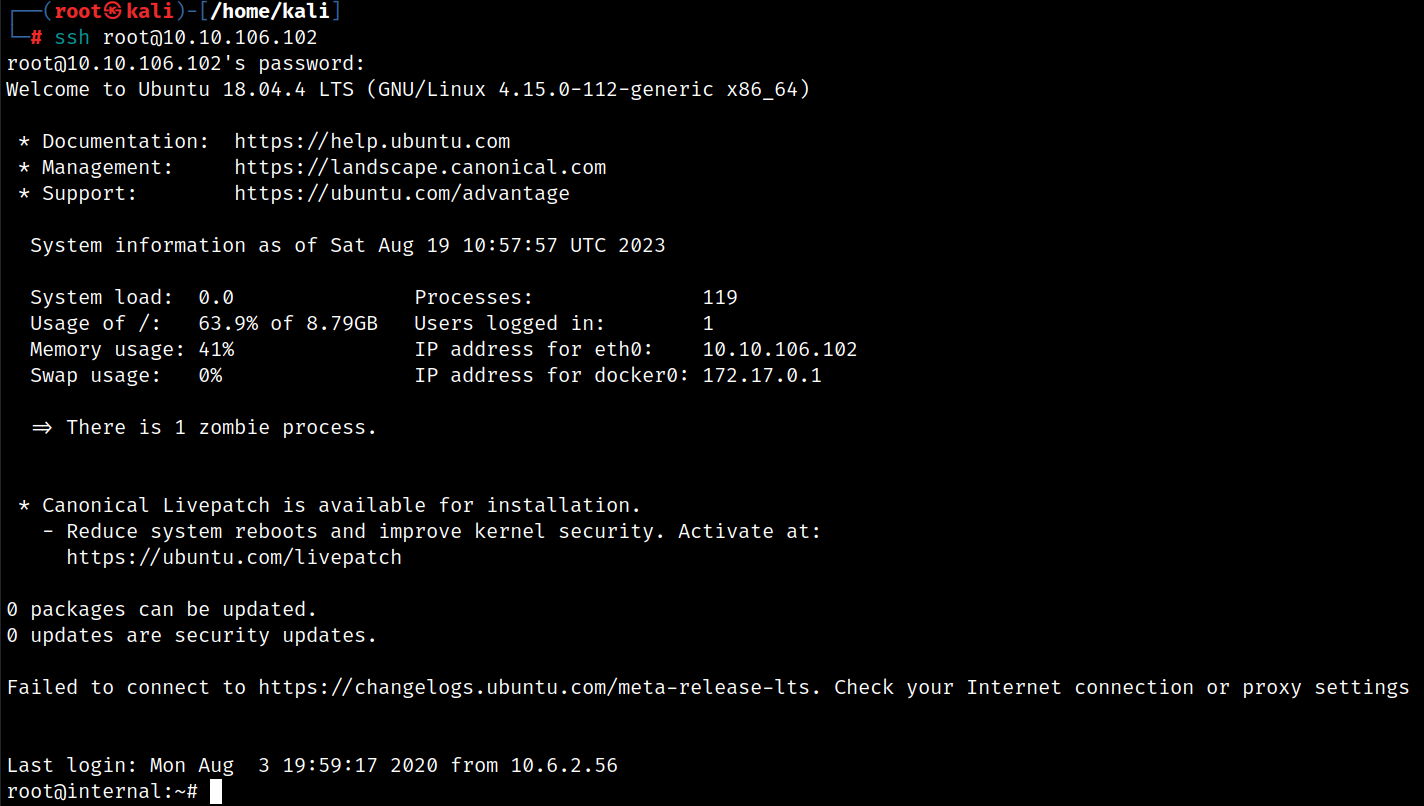 ┌──(root㉿kali)-[/home/kali]
└─# ssh root@10.10.106.102
root@10.10.106.102's password:
Welcome to Ubuntu 18.04.4 LTS (GNU/Linux 4.15.0-112-generic x86_64)

 * Documentation:  https://help.ubuntu.com
 * Management:     https://landscape.canonical.com
 * Support:        https://ubuntu.com/advantage

  System information as of Sat Aug 19 10:57:57 UTC 2023

  System load:  0.0               Processes:              119
  Usage of /:   63.9% of 8.79GB   Users logged in:        1
  Memory usage: 41%               IP address for eth0:    10.10.106.102
  Swap usage:   0%                IP address for docker0: 172.17.0.1

  => There is 1 zombie process.


 * Canonical Livepatch is available for installation.
   - Reduce system reboots and improve kernel security. Activate at:
     https://ubuntu.com/livepatch

0 packages can be updated.
0 updates are security updates.

Failed to connect to https://changelogs.ubuntu.com/meta-release-lts. Check your Internet connection or proxy settings


Last login: Mon Aug  3 19:59:17 2020 from 10.6.2.56
root@internal:~#